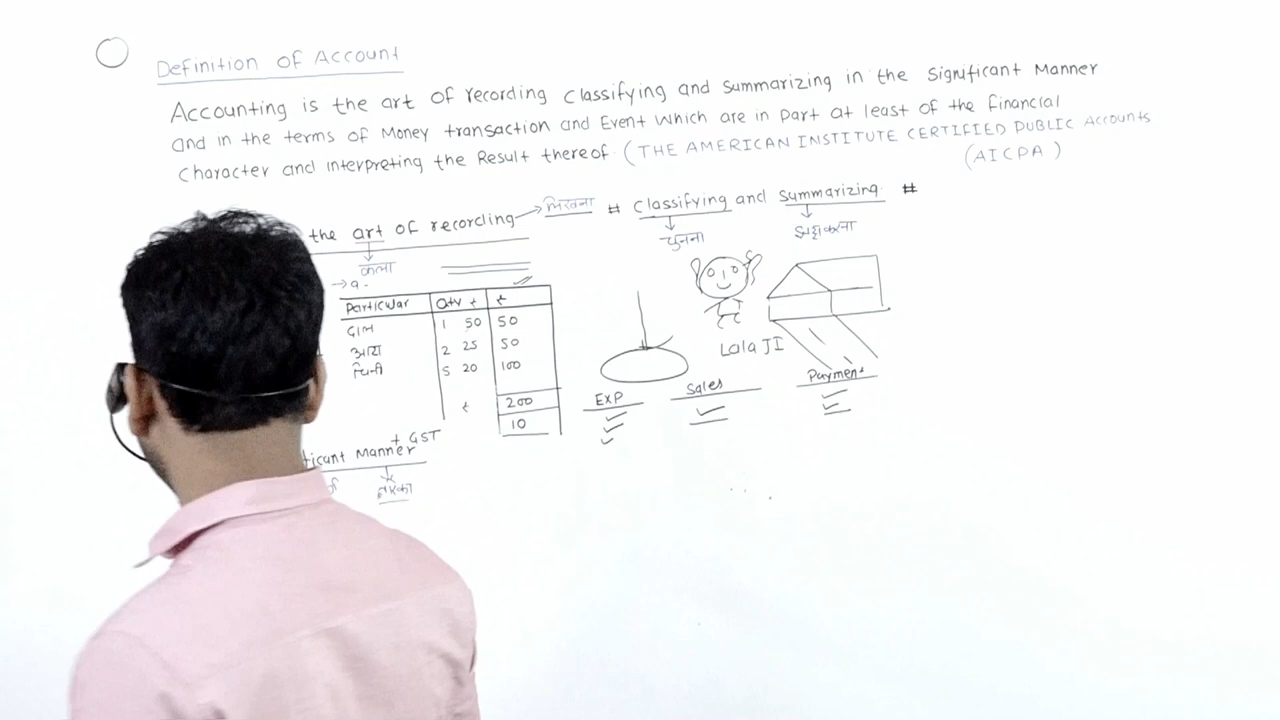 Definition of Account
Accounting is the art of recording classifying and summarizing in the significant Manner
and in the terms of Money transaction and Event which are in Part at least of the financial
Character and interpreting the Result thereof (THE AMERICAN INSTITUTE CERTIFIED PUBLIC Accounts
(AICPA)
the art of recording लिखना # classifying and summarizing #
कला चुनना
Particular
दाल 1 50 50
आटा 2 25 50
चिनी 5 20 100
200
10
+ GST
Lala JI
EXP Sales Payment
ficant Manner